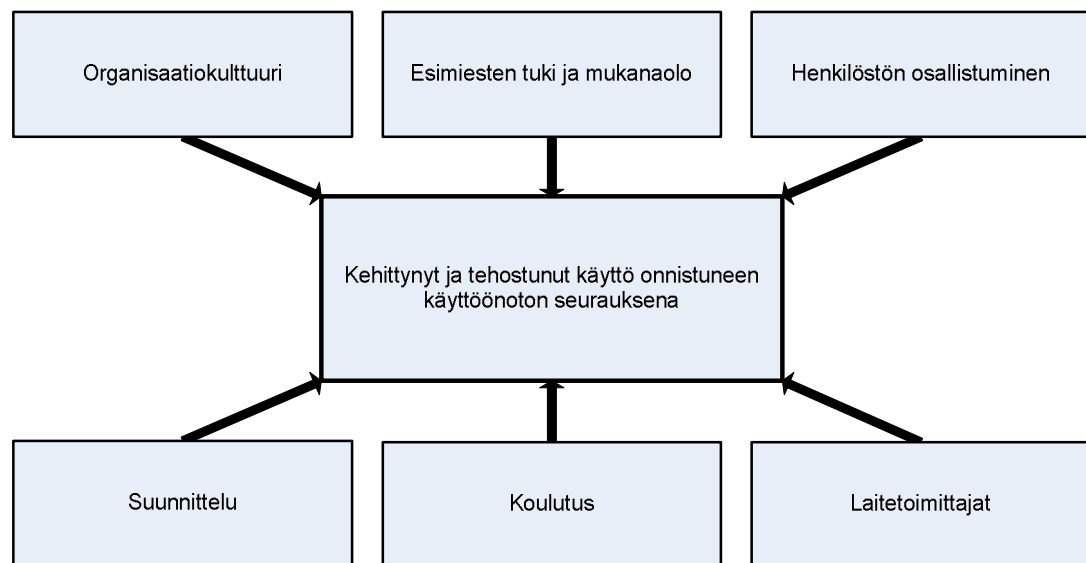 Organisaatiokulttuuri
Esimiesten tuki ja mukanaolo
Henkilöstön osallistuminen
Kehittynyt ja tehostunut käyttö onnistuneen
käyttöönoton seurauksena
Suunnittelu
Koulutus
Laitetoimittajat